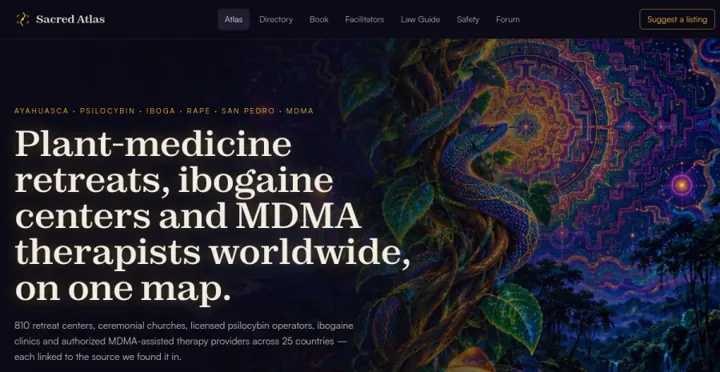 Sacred Atlas
Atlas
Directory
Book
Facilitators
Law Guide
Safety
Forum
Suggest a listing
AYAHUASCA · PSILOCYBIN · IBOGA · RAPÉ · SAN PEDRO · MDMA
Plant-medicine
retreats, ibogaine
centers and MDMA
therapists worldwide,
on one map.
810 retreat centers, ceremonial churches, licensed psilocybin operators, ibogaine
clinics and authorized MDMA-assisted therapy providers across 25 countries —
each linked to the source we found it in.